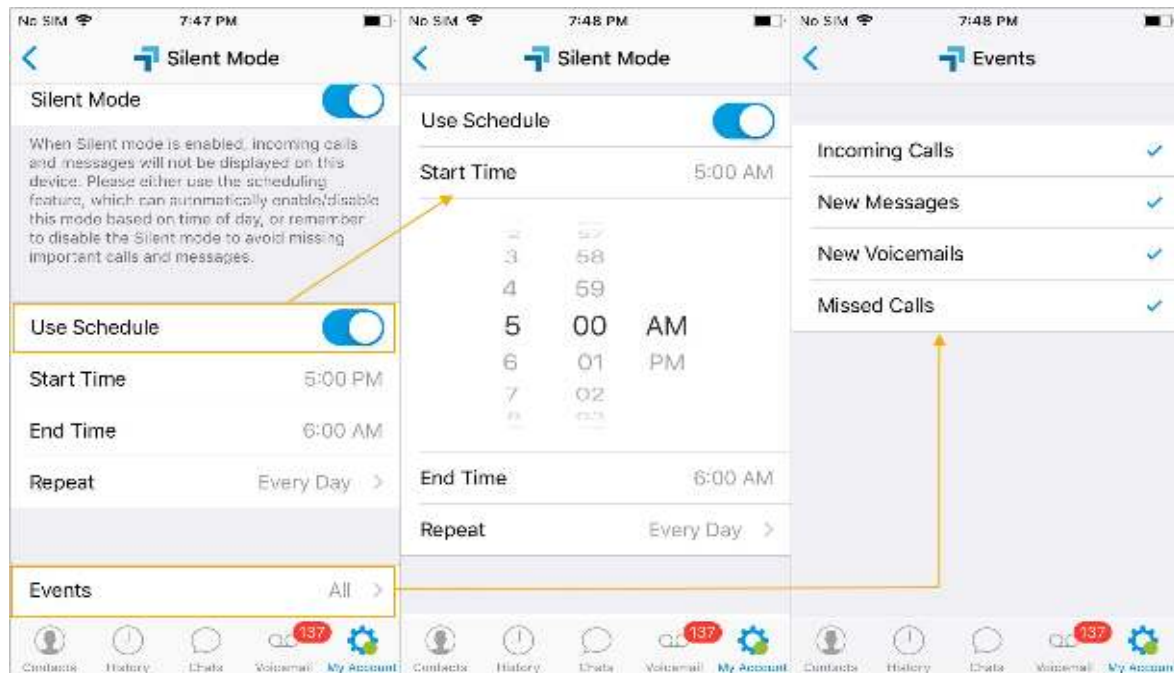 No SIM 7:47 PM
Silent Mode
Silent Mode
When Silent mode is enabled, incoming calls
and messages will not be displayed on this
device. Please either use the scheduling
feature, which can automatically enable/disable
this mode based on time of day, or remember
to disable the Silent mode to avoid missing
important calls and messages.
Use Schedule
Start Time 5:00 PM
End Time 6:00 AM
Repeat Every Day
Events All
137
Contacts History Chats Voicemail My Account
No SIM 7:48 PM
Silent Mode
Use Schedule
Start Time 5:00 AM
2 57
3 58
4 59
5 00 AM
6 01 PM
7 02
8 03
End Time 6:00 AM
Repeat Every Day
137
Contacts History Chats Voicemail My Account
No SIM 7:48 PM
Events
Incoming Calls
New Messages
New Voicemails
Missed Calls
137
Contacts History Chats Voicemail My Account